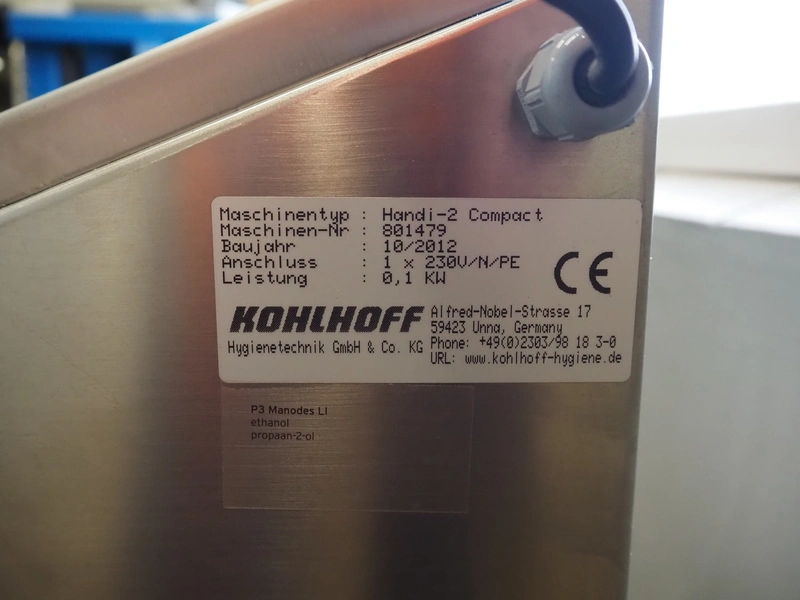 Maschinentyp : Handi-2 Compact
Maschinen-Nr : 801479
Baujahr : 10/2012
Anschluss : 1 x 230V/N/PE
Leistung : 0,1 KW
CE
KOHLHOFF
Hygienetechnik GmbH & Co. KG
Alfred-Nobel-Strasse 17
59423 Unna, Germany
Phone: +49(0)2303/98 18 3-0
URL: www.kohlhoff-hygiene.de
P3 Manodes LI
ethanol
propaan-2-ol